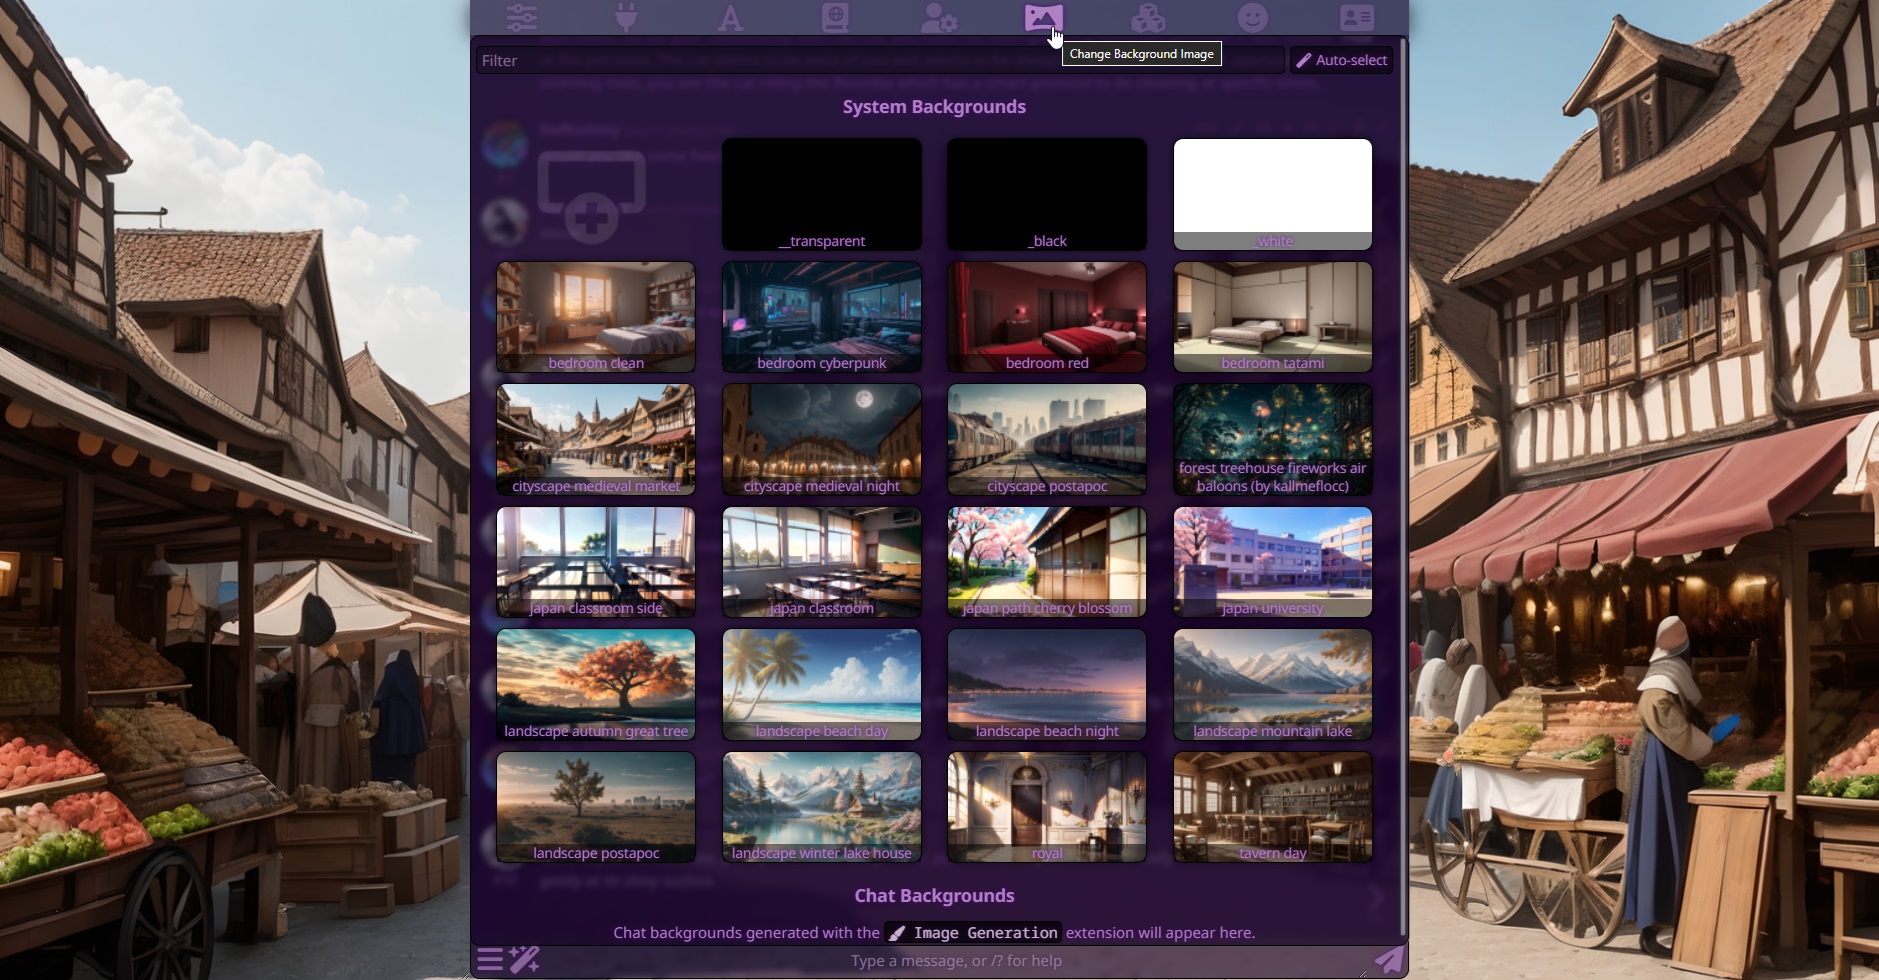 Change Background Image
Filter
Auto-select
System Backgrounds
__transparent
_black
_white
bedroom clean
bedroom cyberpunk
bedroom red
bedroom tatami
cityscape medieval market
cityscape medieval night
cityscape postapoc
forest treehouse fireworks air
baloons (by kallmeflocc)
japan classroom side
japan classroom
japan path cherry blossom
japan university
landscape autumn great tree
landscape beach day
landscape beach night
landscape mountain lake
landscape postapoc
landscape winter lake house
royal
tavern day
Chat Backgrounds
Chat backgrounds generated with the Image Generation extension will appear here.
Type a message, or /? for help